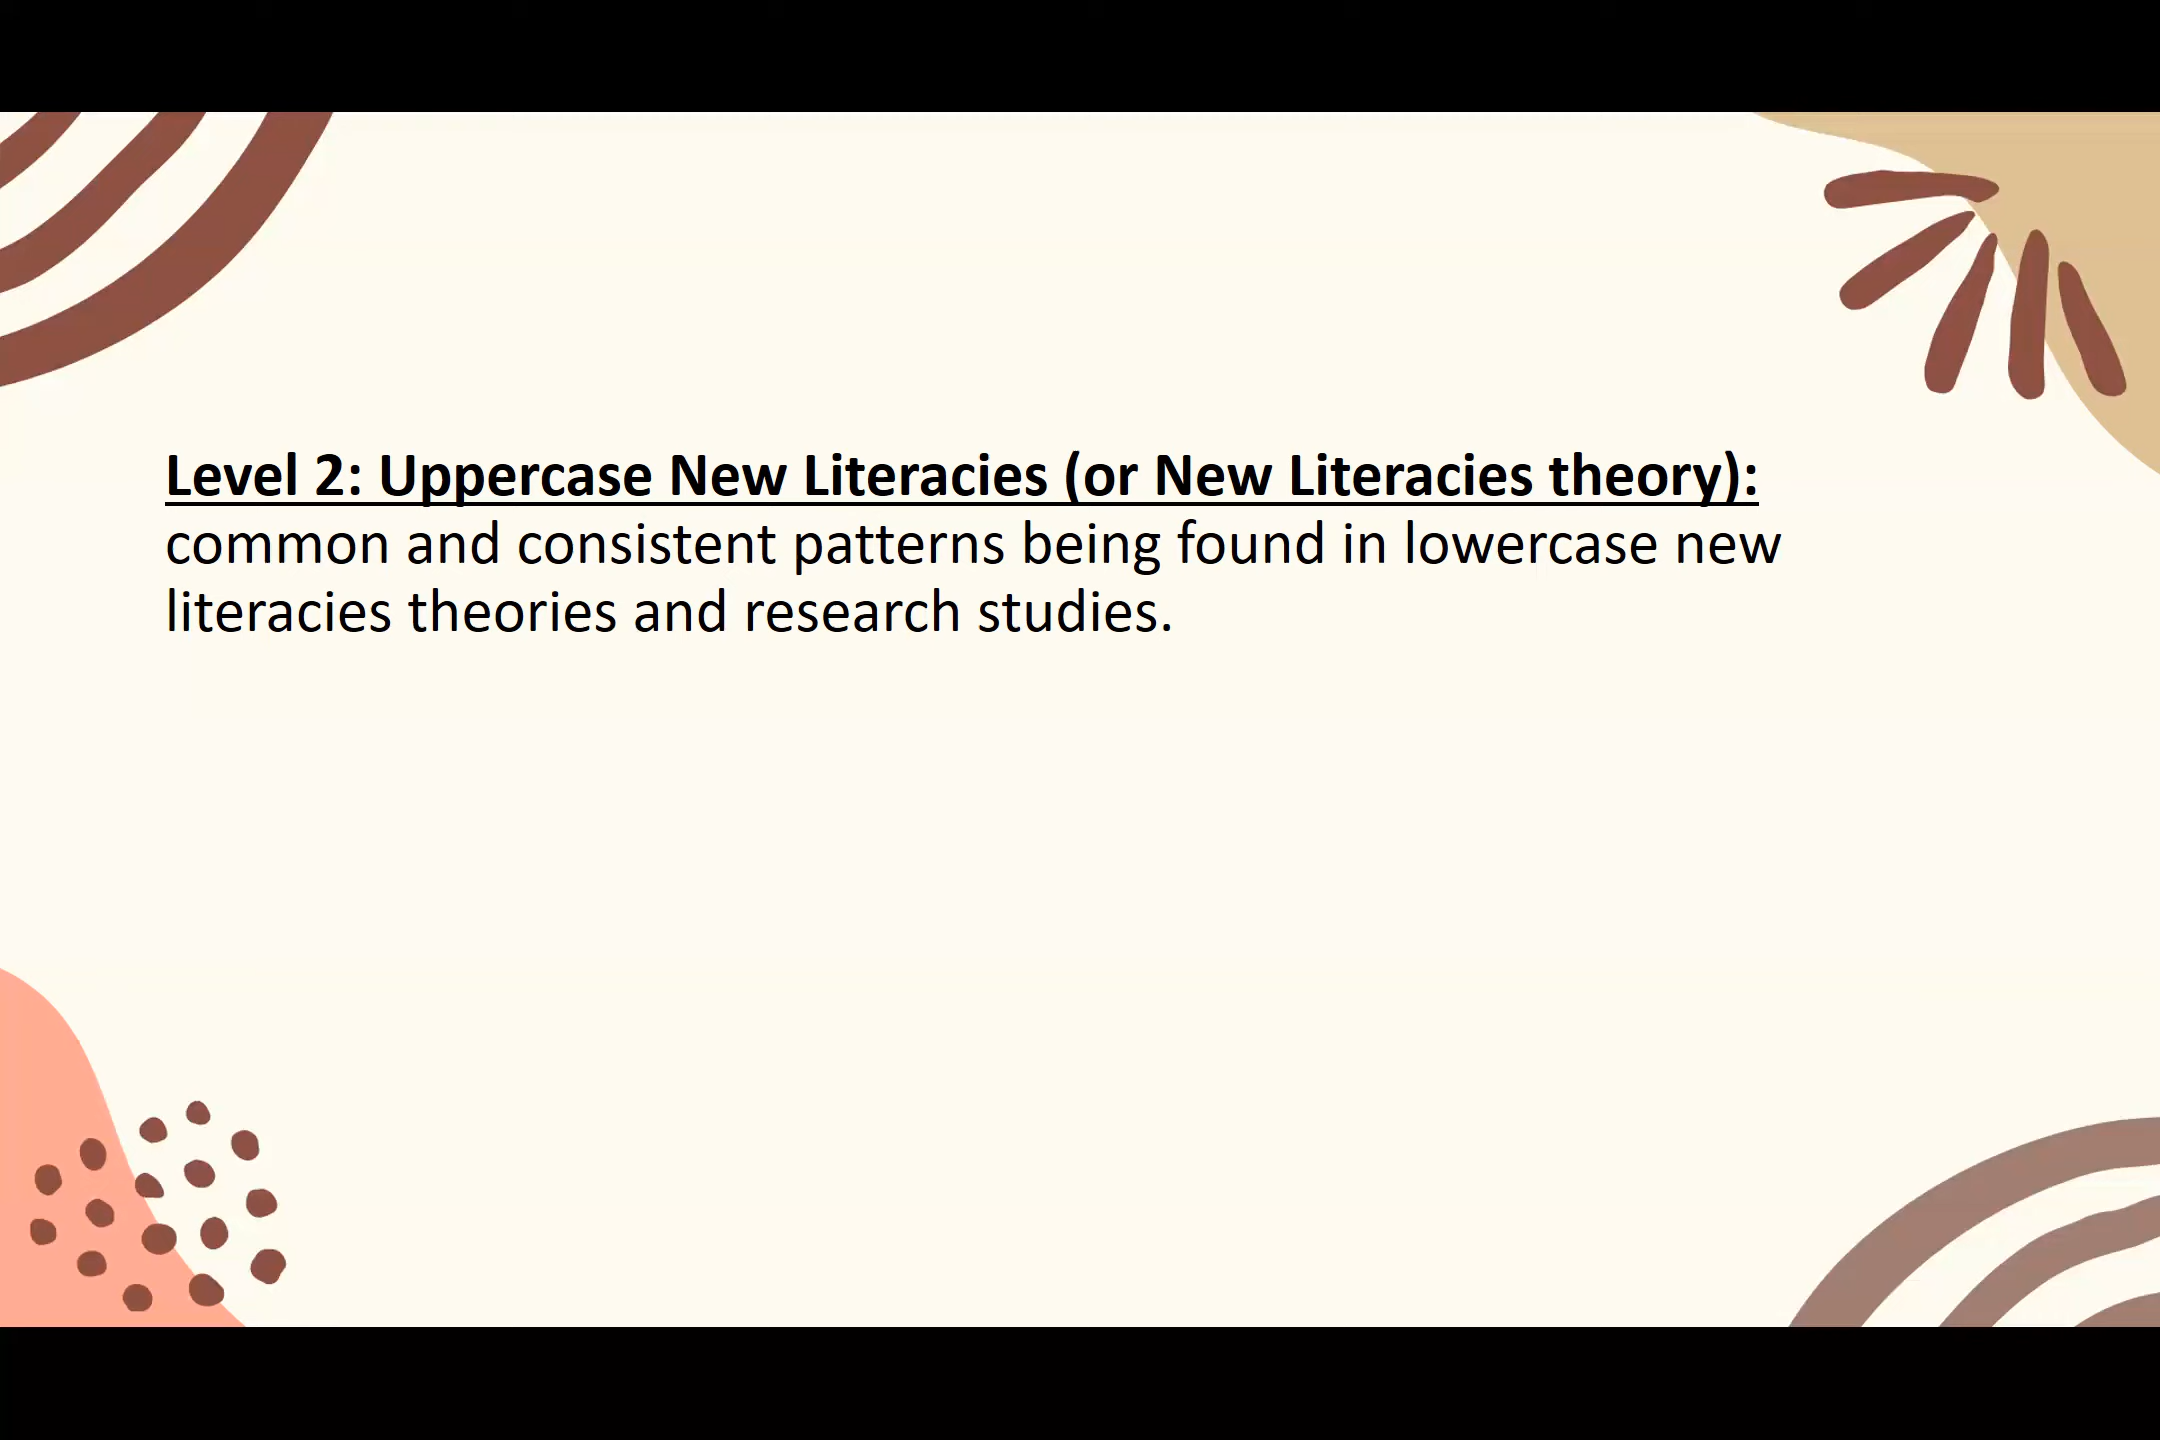 Level 2: Uppercase New Literacies (or New Literacies theory):
common and consistent patterns being found in lowercase new
literacies theories and research studies.